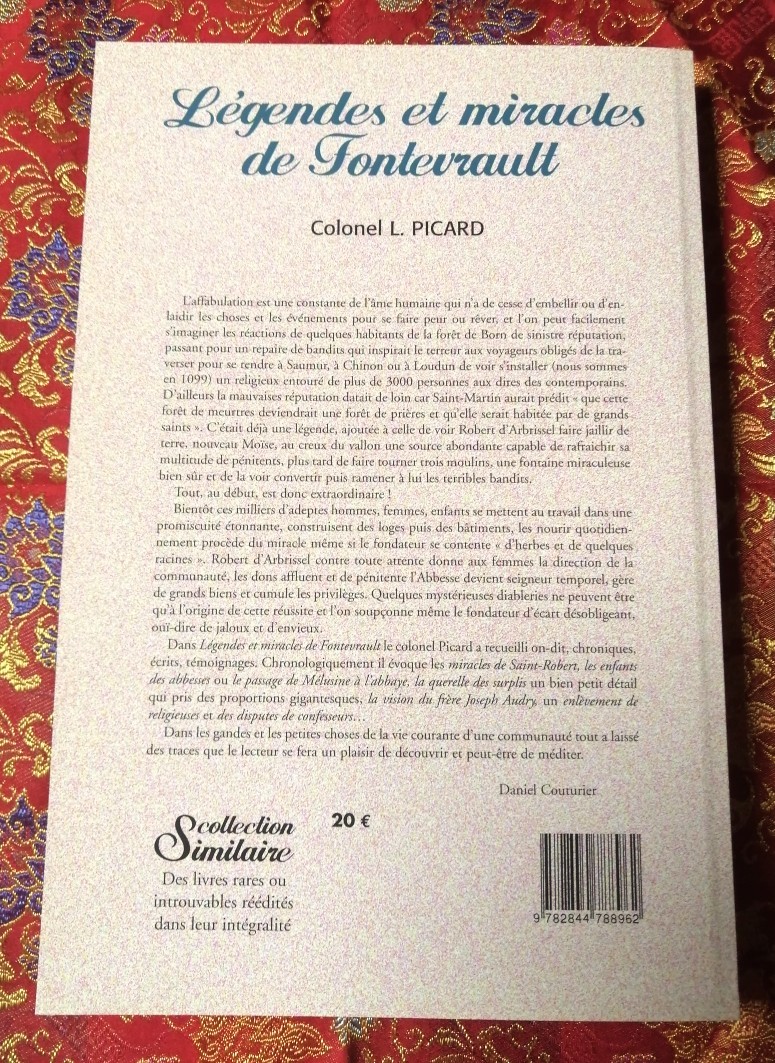 Légendes et miracles
de Fontevrault
Colonel L. PICARD
L'affabulation est une constante de l'âme humaine qui n'a de cesse d'embellir ou d'en-
laidir les choses et les événements pour se faire peur ou rêver, et l'on peut facilement
s'imaginer les réactions de quelques habitants de la forêt de Born de sinistre réputation,
passant pour un repaire de bandits qui inspirait le terreur aux voyageurs obligés de la tra-
verser pour se rendre à Saumur, à Chinon ou à Loudun de voir s'installer (nous sommes
en 1099) un religieux entouré de plus de 3000 personnes aux dires des contemporains.
D'ailleurs la mauvaises réputation datait de loin car Saint-Martin aurait prédit « que cette
forêt de meurtres deviendrait une forêt de prières et qu'elle serait habitée par de grands
saints ». C'était déjà une légende, ajoutée à celle de voir Robert d'Arbrissel faire jaillir de
terre, nouveau Moïse, au creux du vallon une source abondante capable de rafraichir sa
multitude de pénitents, plus tard de faire tourner trois moulins, une fontaine miraculeuse
bien sûr et de la voir convertir puis ramener à lui les terribles bandits.
Tout, au début, est donc extraordinaire !
Bientôt ces milliers d'adeptes hommes, femmes, enfants se mettent au travail dans une
promiscuité étonnante, construisent des loges puis des bâtiments, les nourir quotidien-
nement procède du miracle même si le fondateur se contente « d'herbes et de quelques
racines ». Robert d'Arbrissel contre toute attente donne aux femmes la direction de la
communauté, les dons affluent et de pénitente l'Abbesse devient seigneur temporel, gère
de grands biens et cumule les privilèges. Quelques mystérieuses diableries ne peuvent être
qu'à l'origine de cette réussite et l'on soupçonne même le fondateur d'écart désobligeant,
ouï-dire de jaloux et d'envieux.
Dans Légendes et miracles de Fontevrault le colonel Picard a recueilli on-dit, chroniques,
écrits, témoignages. Chronologiquement il évoque les miracles de Saint-Robert, les enfants
des abbesses ou le passage de Mélusine à l'abbaye, la querelle des surplis un bien petit détail
qui pris des proportions gigantesques, la vision du frère Joseph Audry, un enlèvement de
religieuses et des disputes de confesseurs...
Dans les gandes et les petites choses de la vie courante d'une communauté tout a laissé
des traces que le lecteur se fera un plaisir de découvrir et peut-être de méditer.
Daniel Couturier
collection
Similaire
Des livres rares ou
introuvables réédités
dans leur intégralité
20 €
9 782844 788962